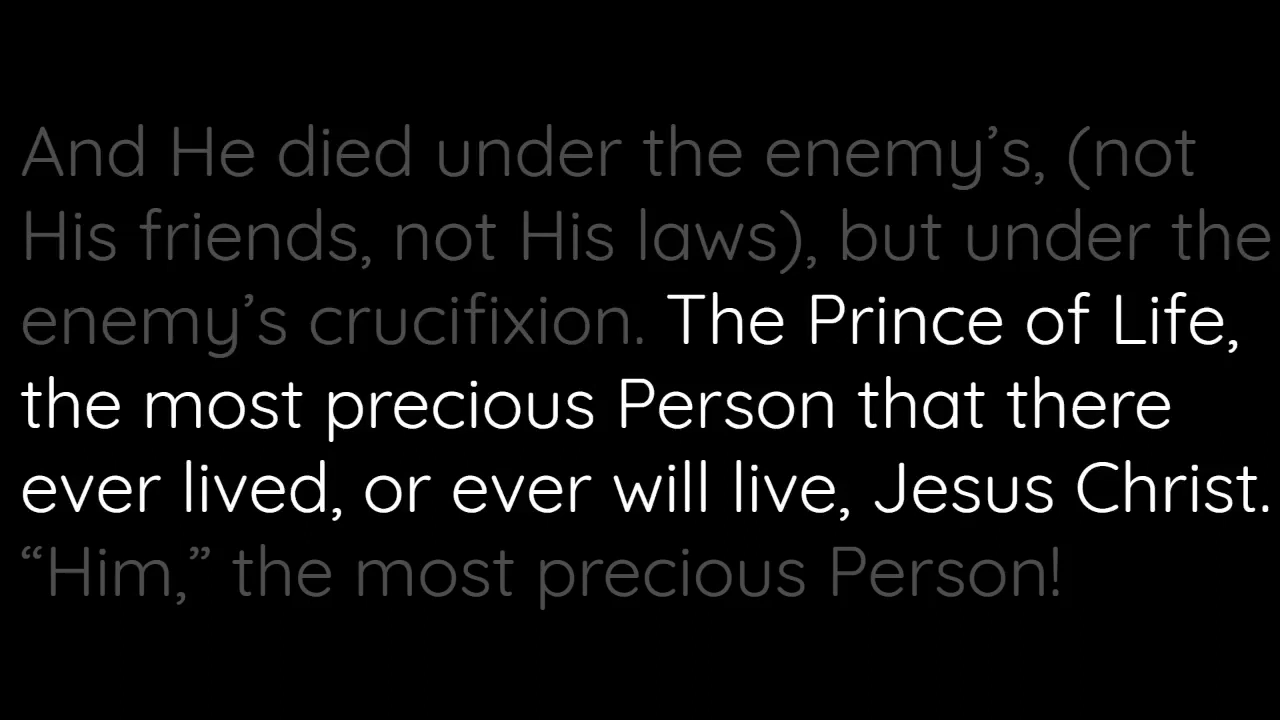 And He died under the enemy’s, (not
His friends, not His laws), but under the
enemy’s crucifixion. The Prince of Life,
the most precious Person that there
ever lived, or ever will live, Jesus Christ.
“Him,” the most precious Person!